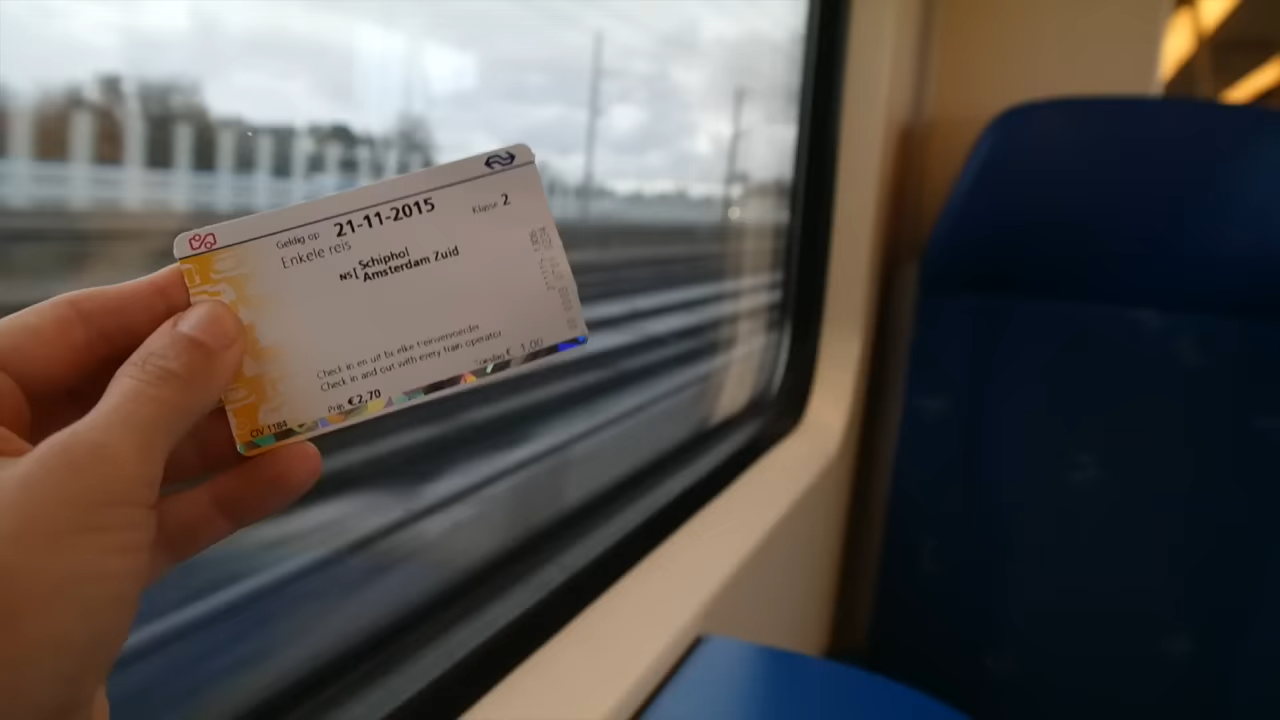 Geldig op 21-11-2015 Klasse 2
Enkele reis
NS Schiphol
Amsterdam Zuid
Check in en uit bij elke treinvervoerder
Check in and out with every train operator
Toeslag € 1,00
Prijs €2,70
CIV 1184